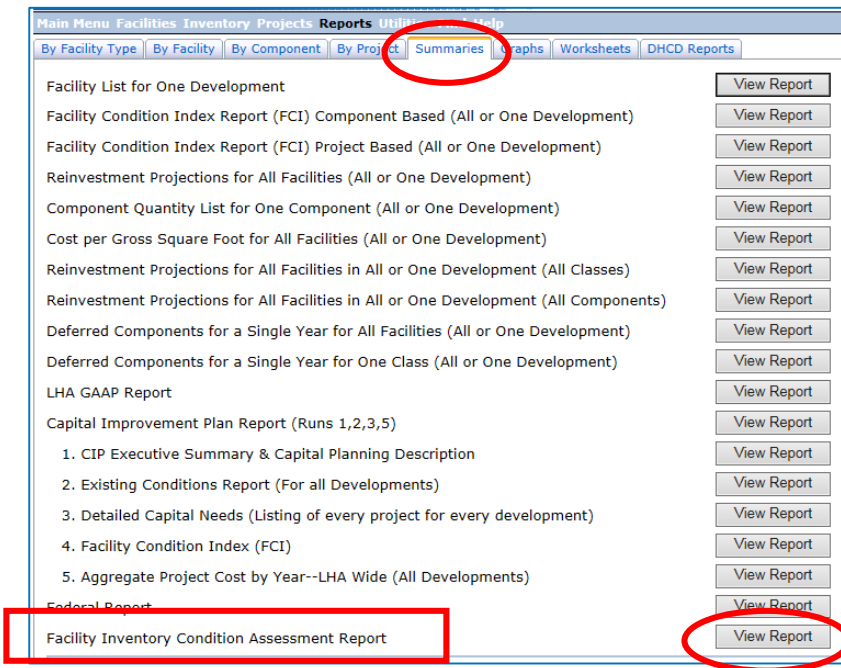 Main Menu Facilities Inventory Projects Reports Help
By Facility Type By Facility By Component By Project Summaries Graphs Worksheets DHCD Reports
Facility List for One Development View Report
Facility Condition Index Report (FCI) Component Based (All or One Development) View Report
Facility Condition Index Report (FCI) Project Based (All or One Development) View Report
Reinvestment Projections for All Facilities (All or One Development) View Report
Component Quantity List for One Component (All or One Development) View Report
Cost per Gross Square Foot for All Facilities (All or One Development) View Report
Reinvestment Projections for All Facilities in All or One Development (All Classes) View Report
Reinvestment Projections for All Facilities in All or One Development (All Components) View Report
Deferred Components for a Single Year for All Facilities (All or One Development) View Report
Deferred Components for a Single Year for One Class (All or One Development) View Report
LHA GAAP Report View Report
Capital Improvement Plan Report (Runs 1,2,3,5) View Report
1. CIP Executive Summary & Capital Planning Description View Report
2. Existing Conditions Report (For all Developments) View Report
3. Detailed Capital Needs (Listing of every project for every development) View Report
4. Facility Condition Index (FCI) View Report
5. Aggregate Project Cost by Year--LHA Wide (All Developments) View Report
Federal Report View Report
Facility Inventory Condition Assessment Report View Report